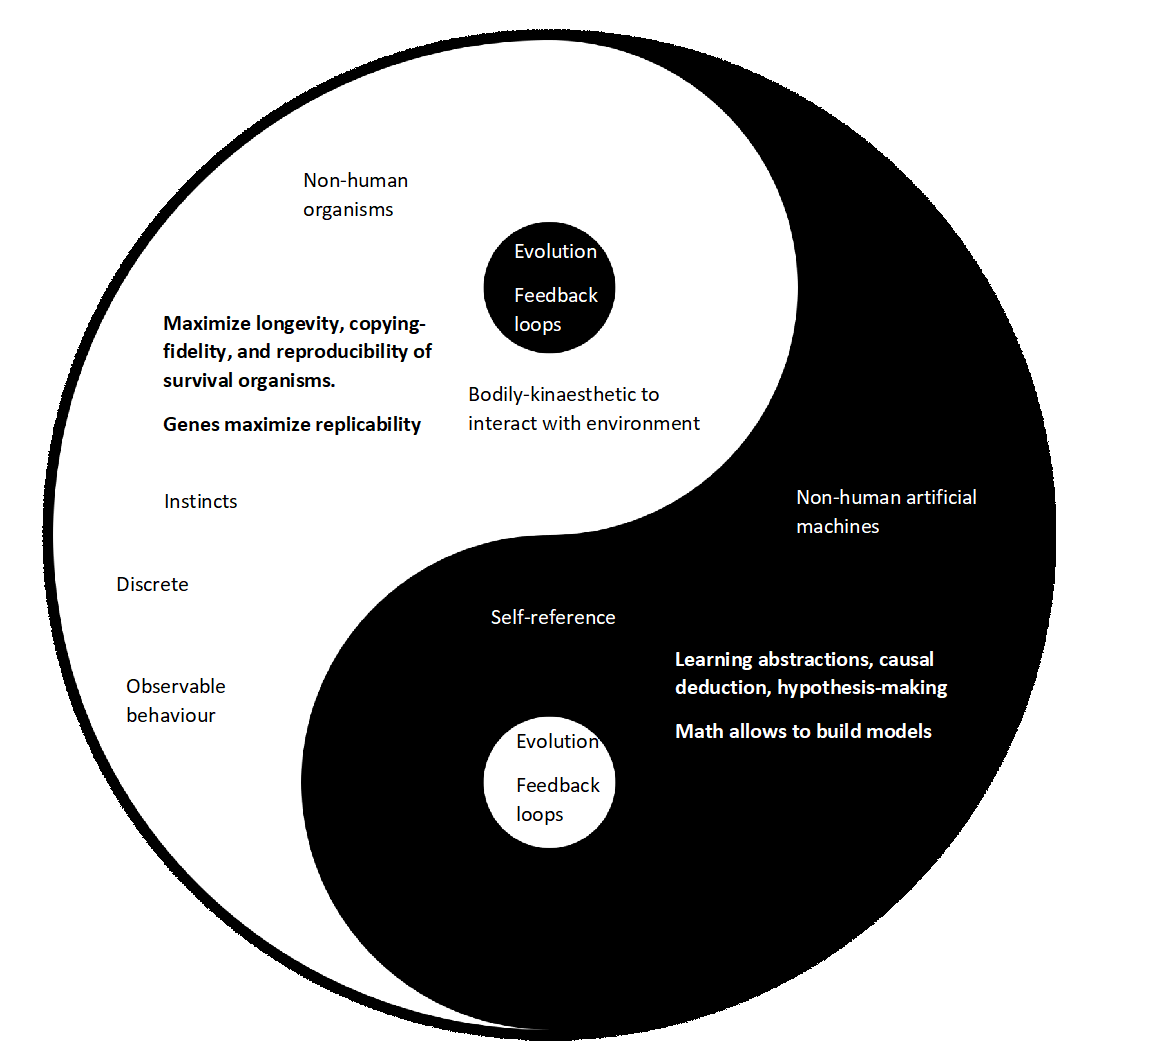 Non-human
organisms
Evolution
Feedback
loops
Maximize longevity, copying-
fidelity, and reproducibility of
survival organisms.
Genes maximize replicability
Bodily-kinaesthetic to
interact with environment
Instincts
Non-human artificial
machines
Discrete
Self-reference
Learning abstractions, causal
deduction, hypothesis-making
Math allows to build models
Observable
behaviour
Evolution
Feedback
loops